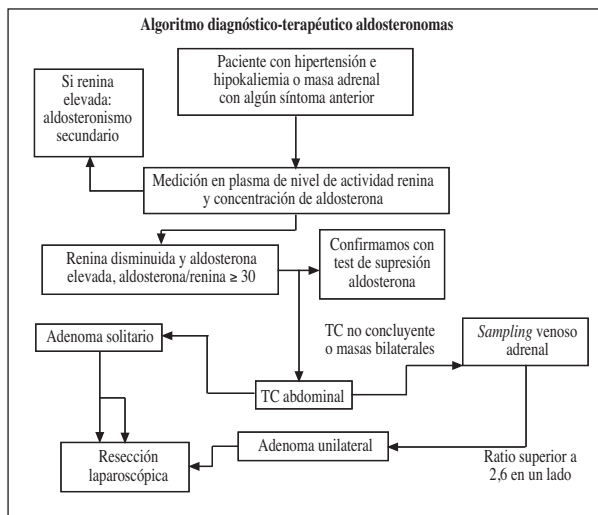 Algoritmo diagnóstico-terapéutico aldosteronomas
Paciente con hipertensión e
hipokaliemia o masa adrenal
con algún síntoma anterior
Si renina
elevada:
aldosteronismo
secundario
Medición en plasma de nivel de actividad renina
y concentración de aldosterona
Renina disminuida y aldosterona
elevada, aldosterona/renina ≥ 30
Confirmamos con
test de supresión
aldosterona
Adenoma solitario
TC no concluyente
o masas bilaterales
Sampling venoso
adrenal
TC abdominal
Adenoma unilateral
Resección
laparoscópica
Ratio superior a
2,6 en un lado